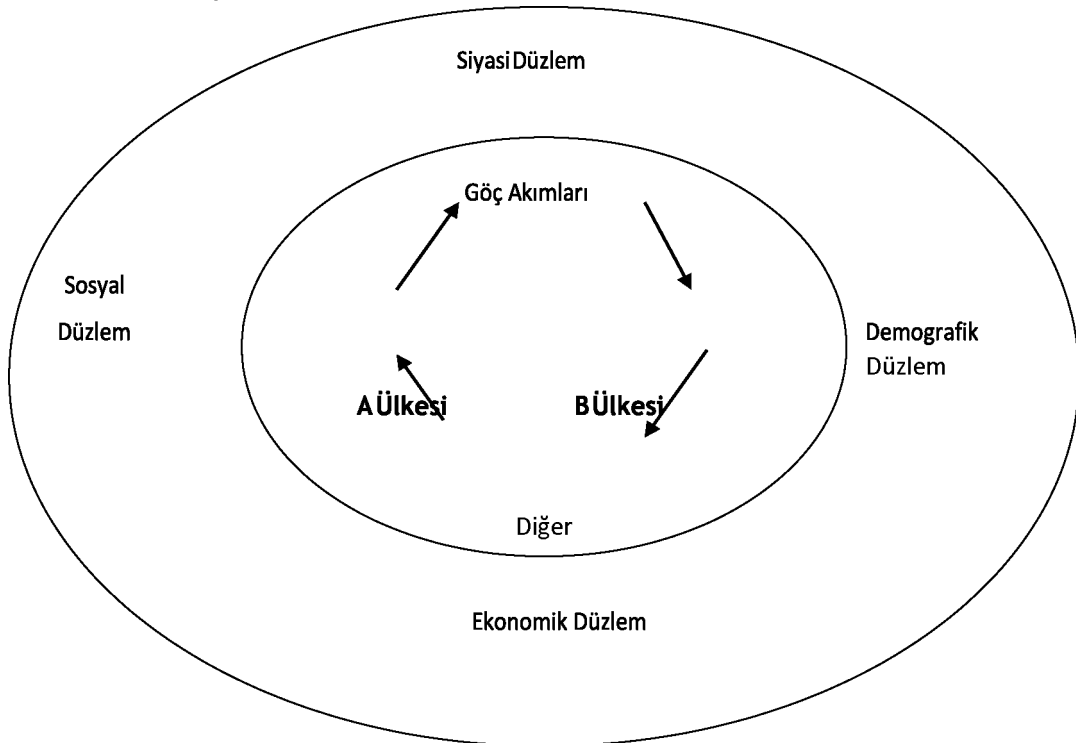 Siyasi Düzlem
Göç Akımları
Sosyal
Düzlem
Demografik
Düzlem
A Ülkesi
B Ülkesi
Diğer
Ekonomik Düzlem